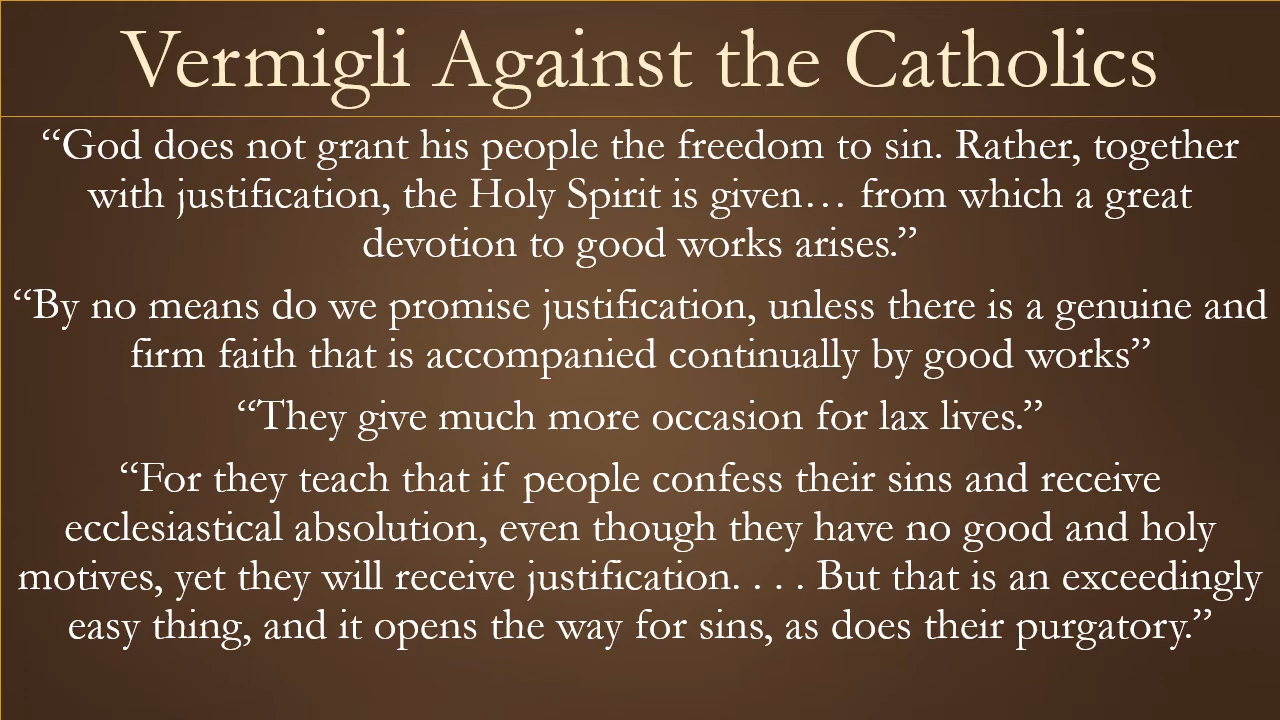 Vermigli Against the Catholics
“God does not grant his people the freedom to sin. Rather, together
with justification, the Holy Spirit is given… from which a great
devotion to good works arises.”
“By no means do we promise justification, unless there is a genuine and
firm faith that is accompanied continually by good works”
“They give much more occasion for lax lives.”
“For they teach that if people confess their sins and receive
ecclesiastical absolution, even though they have no good and holy
motives, yet they will receive justification. . . . But that is an exceedingly
easy thing, and it opens the way for sins, as does their purgatory.”